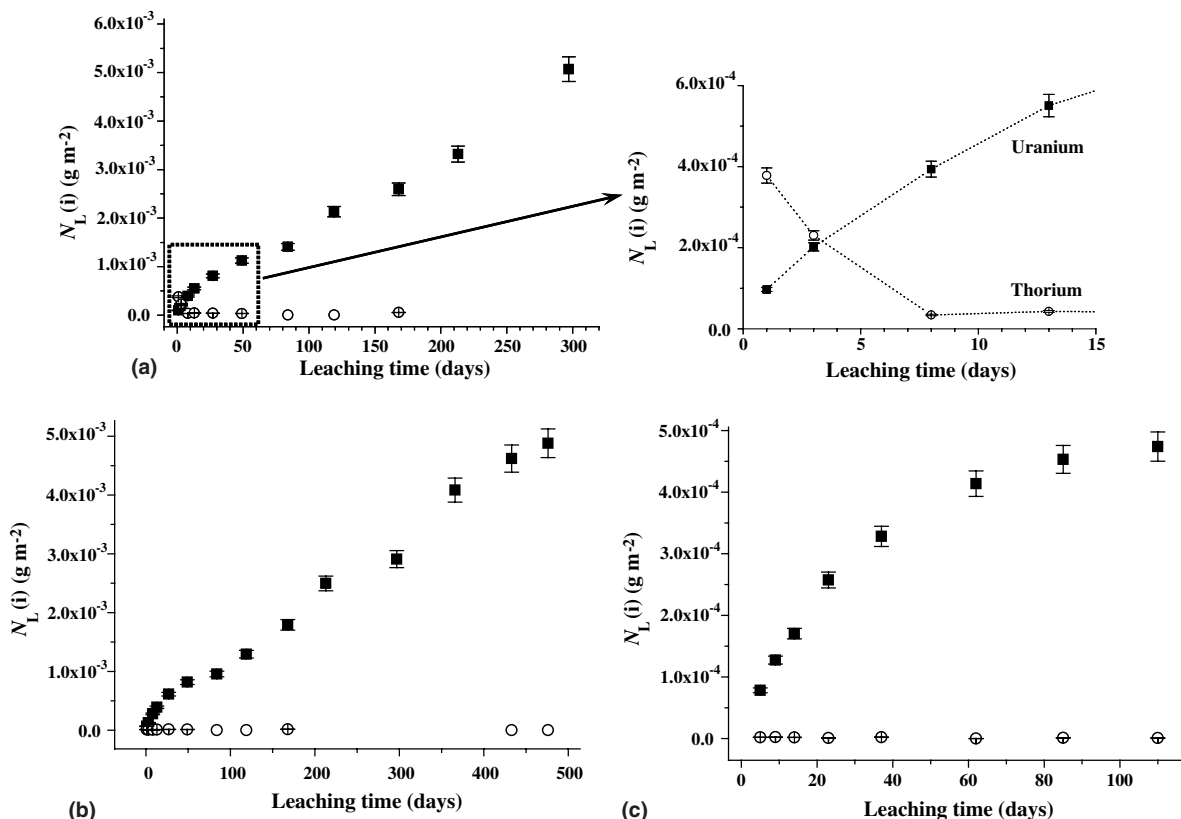 6.0x10-3
5.0x10-3
4.0x10-3
3.0x10-3
2.0x10-3
1.0x10-3
0.0
NL(i) (g m-2)
0 50 100 150 200 250 300
Leaching time (days)
(a)
6.0x10-4
4.0x10-4
2.0x10-4
0.0
NL(i) (g m-2)
Uranium
Thorium
0 5 10 15
Leaching time (days)
5.0x10-3
4.0x10-3
3.0x10-3
2.0x10-3
1.0x10-3
0.0
NL(i) (g m-2)
0 100 200 300 400 500
Leaching time (days)
(b)
5.0x10-4
4.0x10-4
3.0x10-4
2.0x10-4
1.0x10-4
0.0
NL(i) (g m-2)
0 20 40 60 80 100
Leaching time (days)
(c)